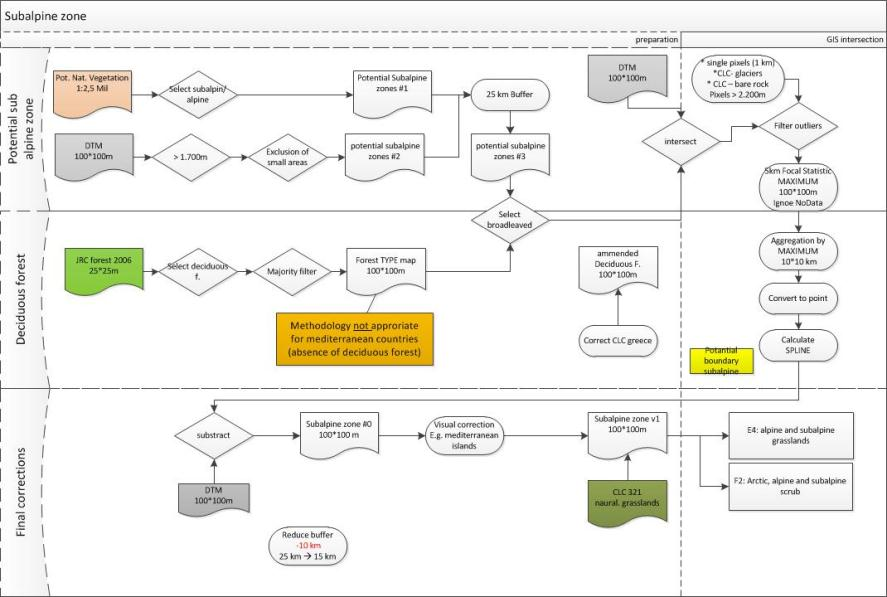 Subalpine zone
preparation
GIS intersection
Potential sub
alpine zone
Pot. Nat. Vegetation
1:2,5 Mil
Select subalpin/
alpine
Potential Subalpine
zones #1
25 km Buffer
DTM
100*100m
* single pixels (1 km)
*CLC- glaciers
* CLC – bare rock
Pixels > 2.200m
DTM
100*100m
> 1.700m
Exclusion of
small areas
potential subalpine
zones #2
potential subalpine
zones #3
intersect
Filter outliers
5km Focal Statistic
MAXIMUM
100*100m
Ignoe NoData
Select
broadleaved
Deciduous forest
JRC forest 2006
25*25m
Select deciduous
f.
Majority filter
Forest TYPE map
100*100m
ammended
Deciduous F.
100*100m
Aggregation by
MAXIMUM
10*10 km
Convert to point
Methodology not approriate
for mediterranean countries
(absence of deciduous forest)
Correct CLC greece
Calculate
SPLINE
Potantial
boundary
subalpine
Final corrections
substract
Subalpine zone #0
100*100 m
Visual correction
E.g. mediterranean
islands
Subalpine zone v1
100*100m
E4: alpine and subalpine
grasslands
DTM
100*100m
CLC 321
naural. grasslands
F2: Arctic, alpine and subalpine
scrub
Reduce buffer
-10 km
25 km → 15 km